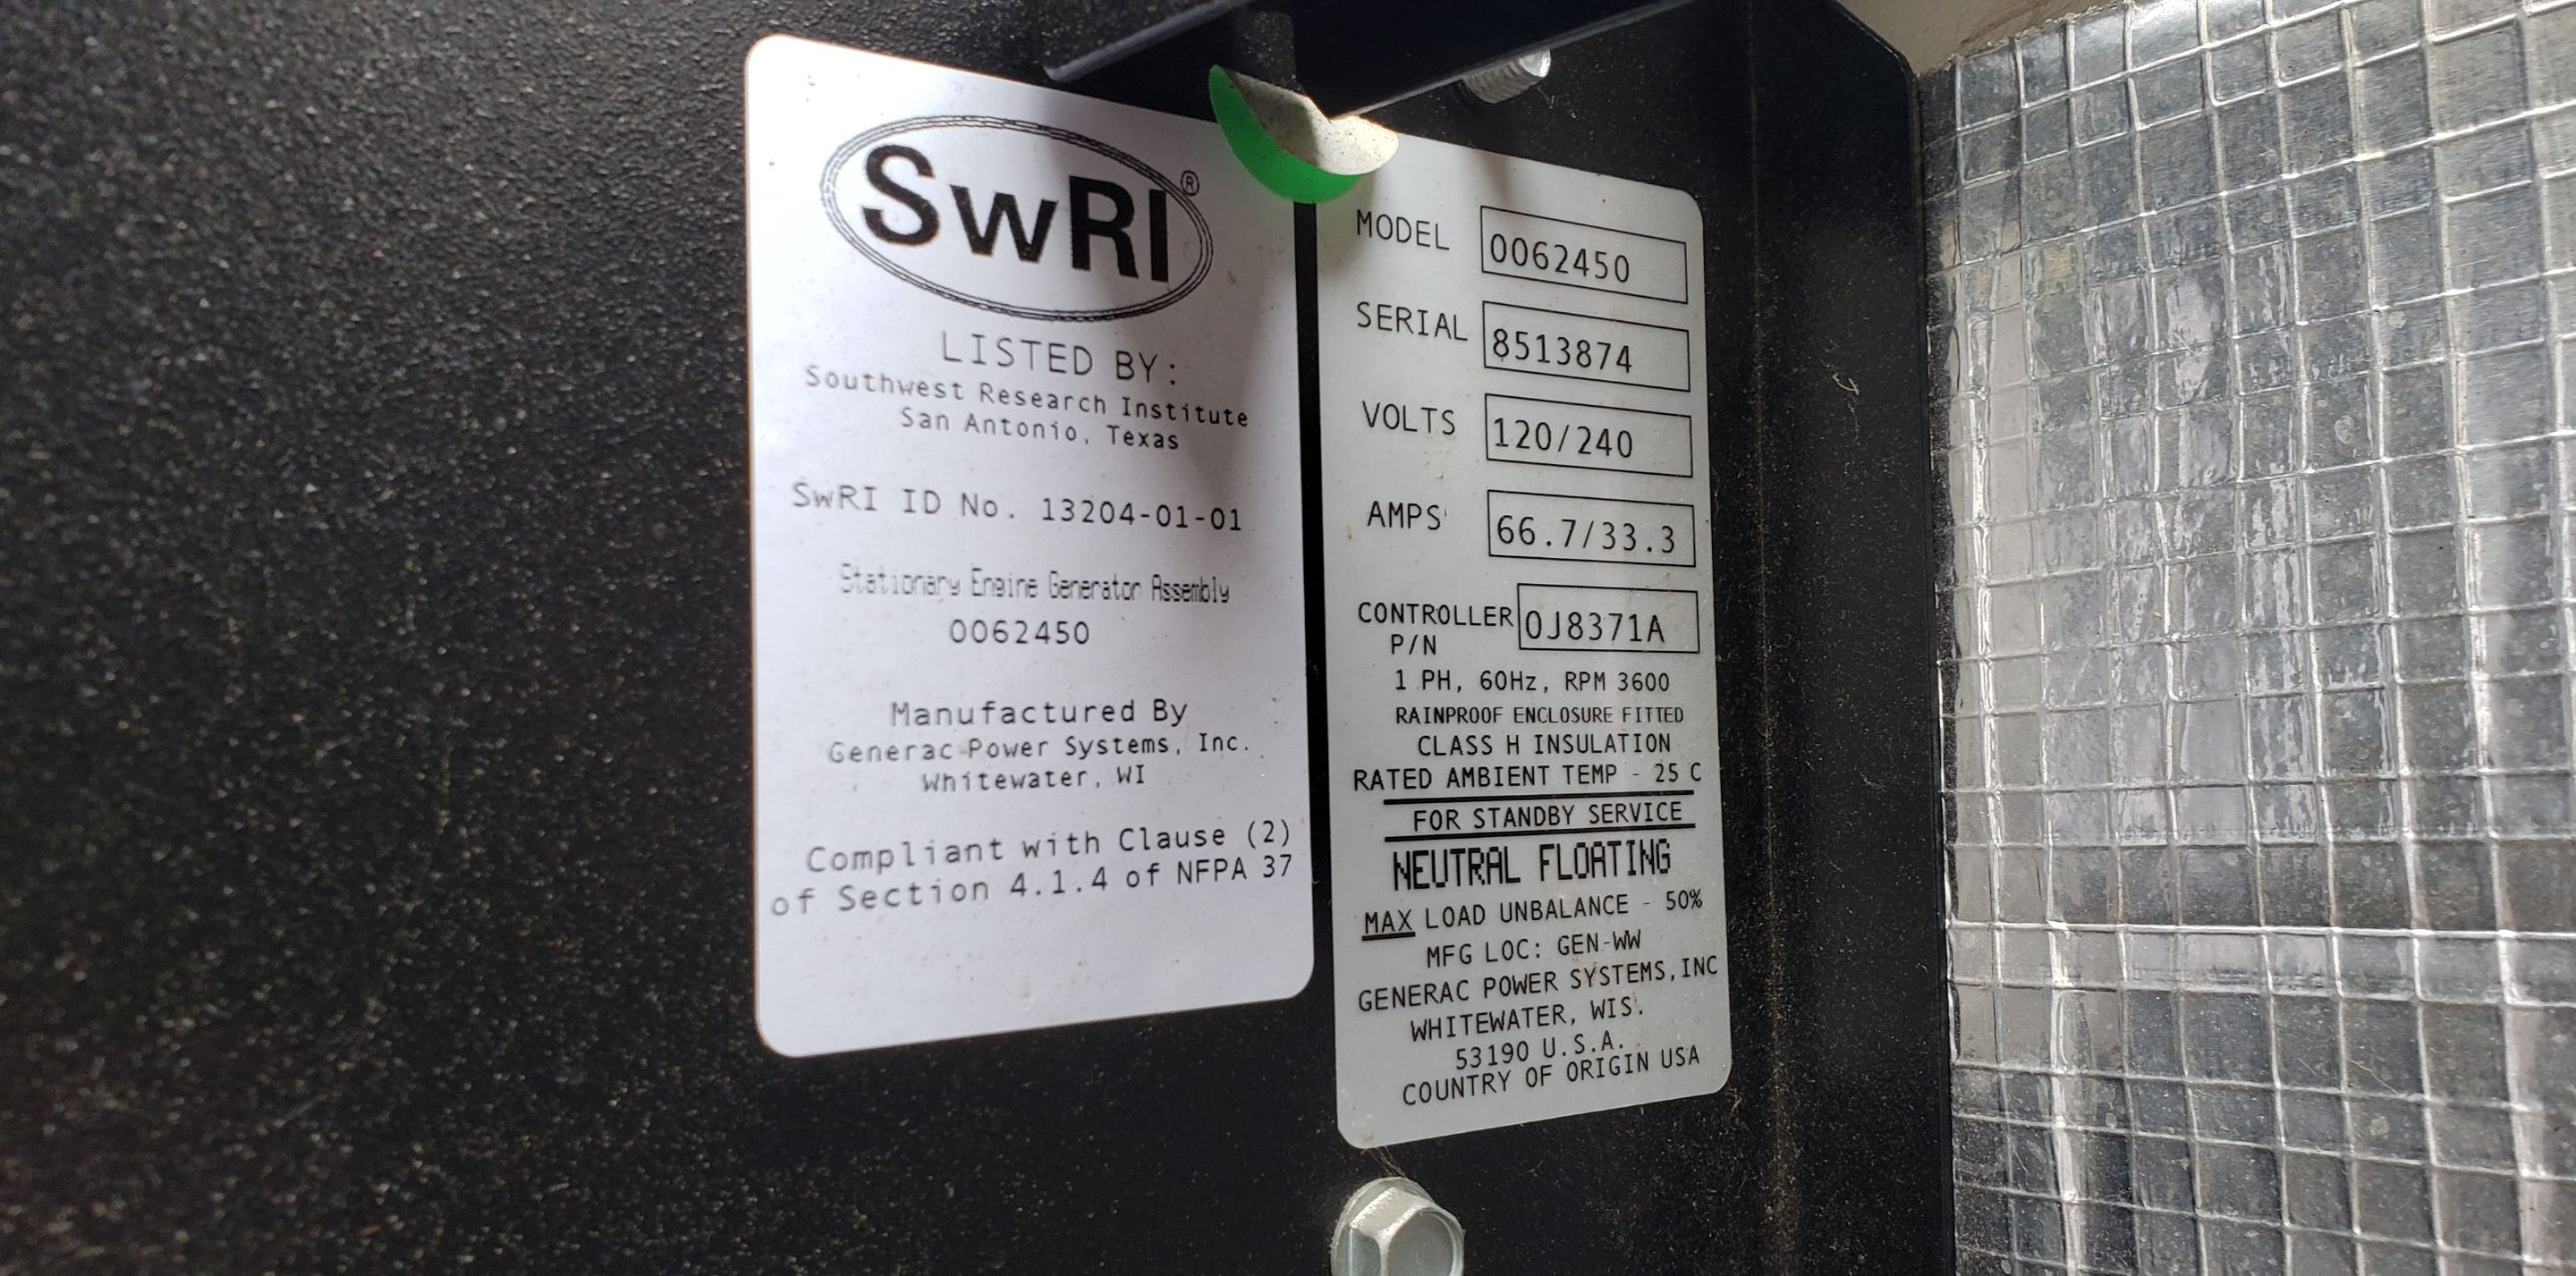 SwRI®
LISTED BY:
Southwest Research Institute
San Antonio, Texas
SwRI ID No. 13204-01-01
Stationary Engine Generator Assembly
0062450
Manufactured By
Generac Power Systems, Inc.
Whitewater, WI
Compliant with Clause (2)
of Section 4.1.4 of NFPA 37
MODEL 0062450
SERIAL 8513874
VOLTS 120/240
AMPS 66.7/33.3
CONTROLLER 0J8371A
P/N
1 PH, 60Hz, RPM 3600
RAINPROOF ENCLOSURE FITTED
CLASS H INSULATION
RATED AMBIENT TEMP - 25 C
FOR STANDBY SERVICE
NEUTRAL FLOATING
MAX LOAD UNBALANCE - 50%
MFG LOC: GEN-WW
GENERAC POWER SYSTEMS, INC
WHITEWATER, WIS.
53190 U.S.A.
COUNTRY OF ORIGIN USA